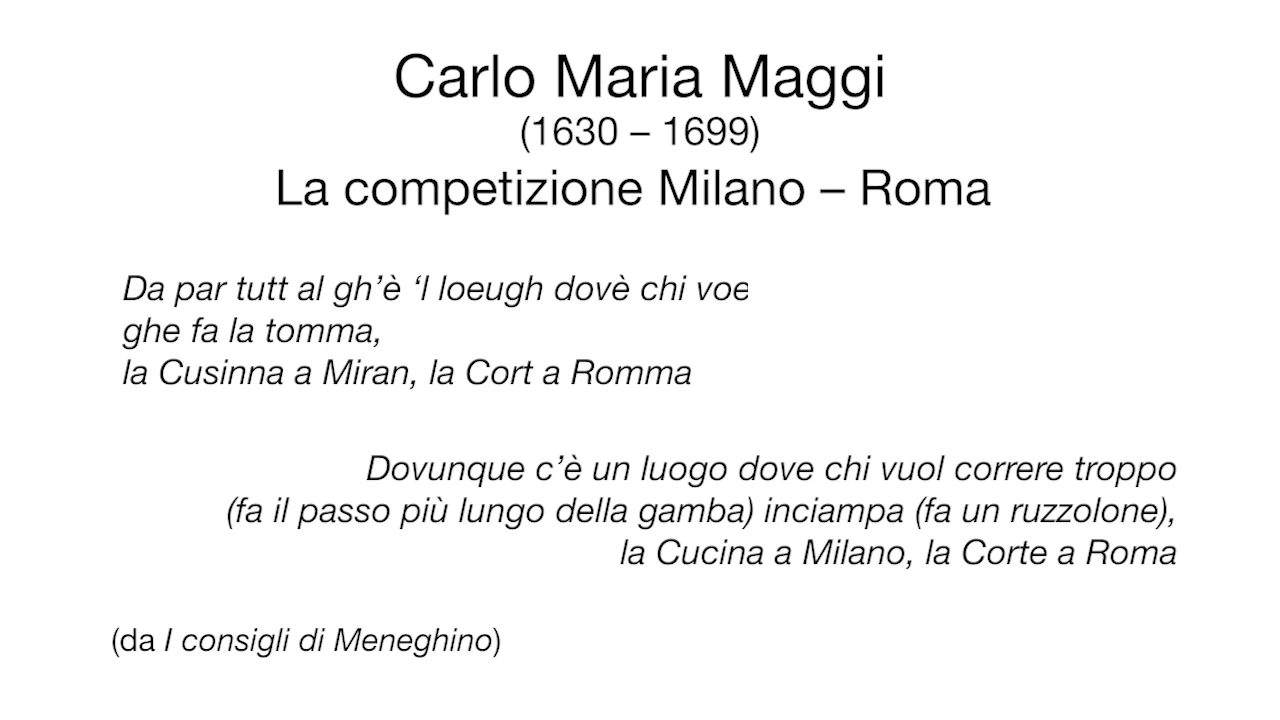 Carlo Maria Maggi
(1630 – 1699)
La competizione Milano – Roma
Da par tutt al gh’è ‘l loeugh dovè chi voe
ghe fa la tomma,
la Cusinna a Miran, la Cort a Romma
Dovunque c’è un luogo dove chi vuol correre troppo
(fa il passo più lungo della gamba) inciampa (fa un ruzzolone),
la Cucina a Milano, la Corte a Roma
(da I consigli di Meneghino)